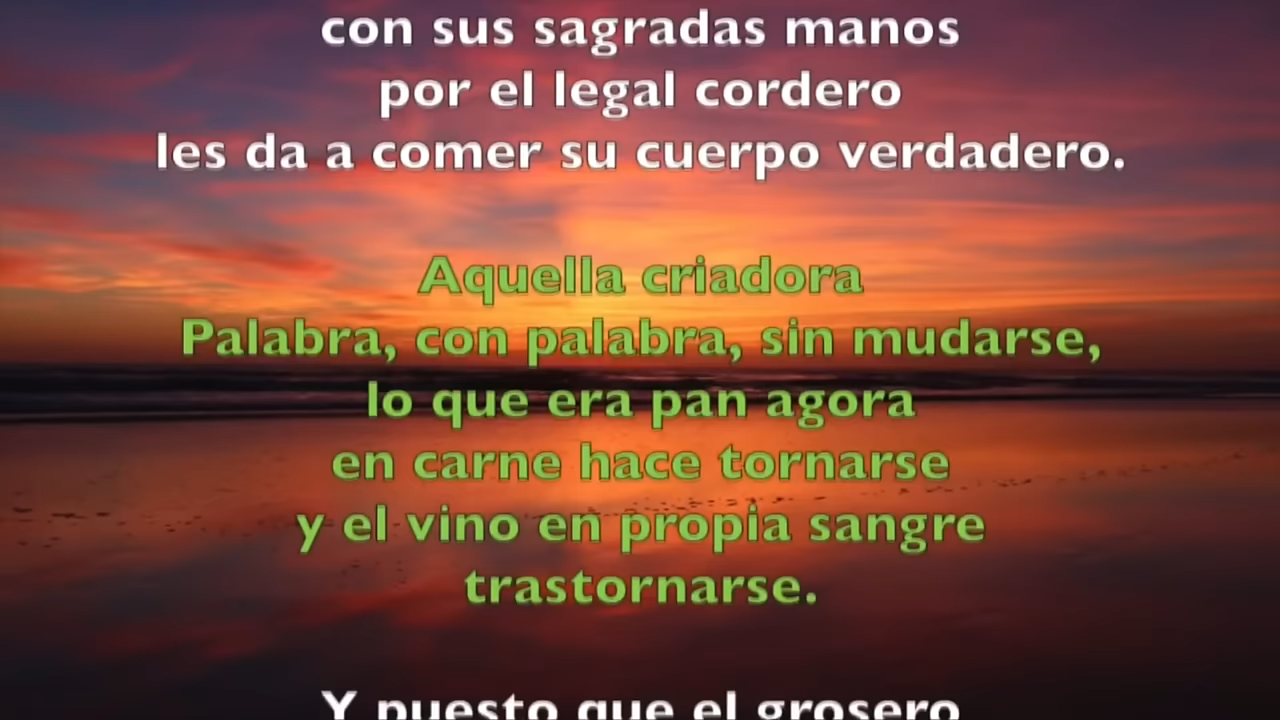 con sus sagradas manos
por el legal cordero
les da a comer su cuerpo verdadero.
Aquella criadora
Palabra, con palabra, sin mudarse,
lo que era pan agora
en carne hace tornarse
y el vino en propia sangre
trastornarse.
Y puesto que el grosero